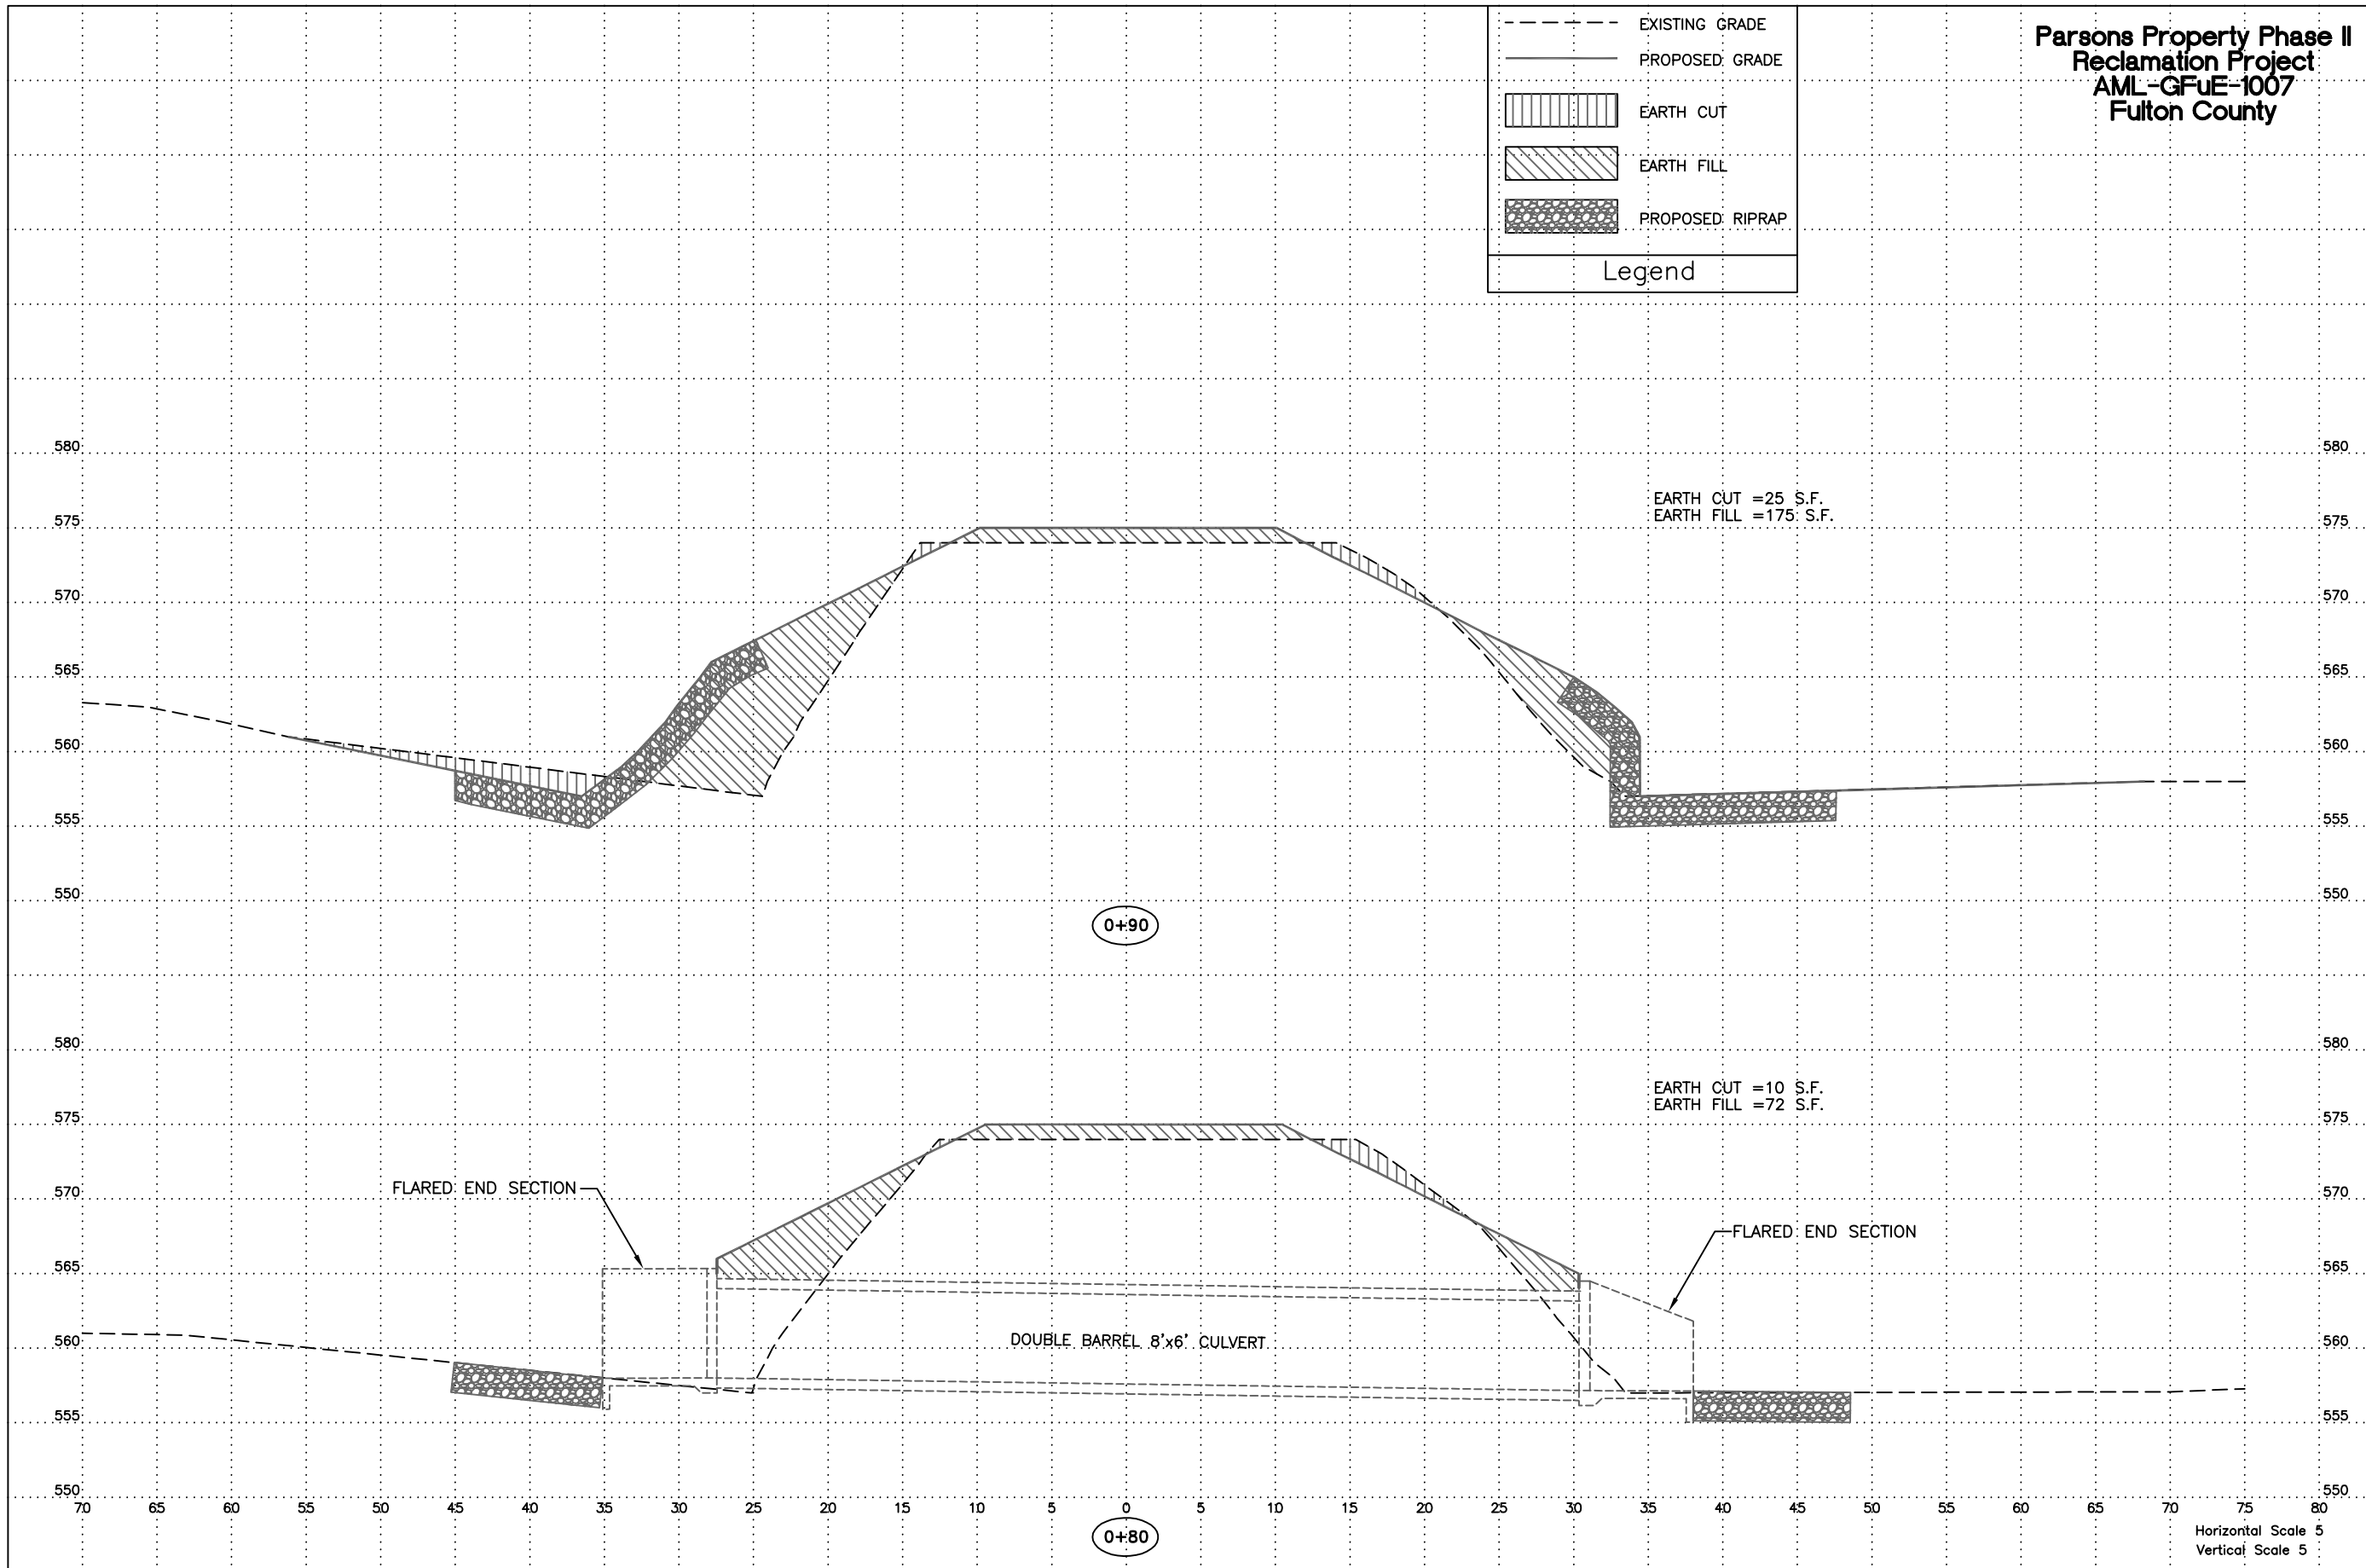 EXISTING GRADE
PROPOSED GRADE
EARTH CUT
EARTH FILL
PROPOSED RIPRAP
Legend
Parsons Property Phase II
Reclamation Project
AML-GFuE-1007
Fulton County
580 580
EARTH CUT =25 S.F.
EARTH FILL =175 S.F.
575 575
570 570
565 565
560 560
555 555
550 550
0+90
580 580
EARTH CUT =10 S.F.
EARTH FILL =72 S.F.
575 575
FLARED END SECTION
570 570
FLARED END SECTION
565 565
DOUBLE BARREL 8'x6' CULVERT
560 560
555 555
550 550
70 65 60 55 50 45 40 35 30 25 20 15 10 5 0 5 10 15 20 25 30 35 40 45 50 55 60 65 70 75 80
0+80
Horizontal Scale 5
Vertical Scale 5